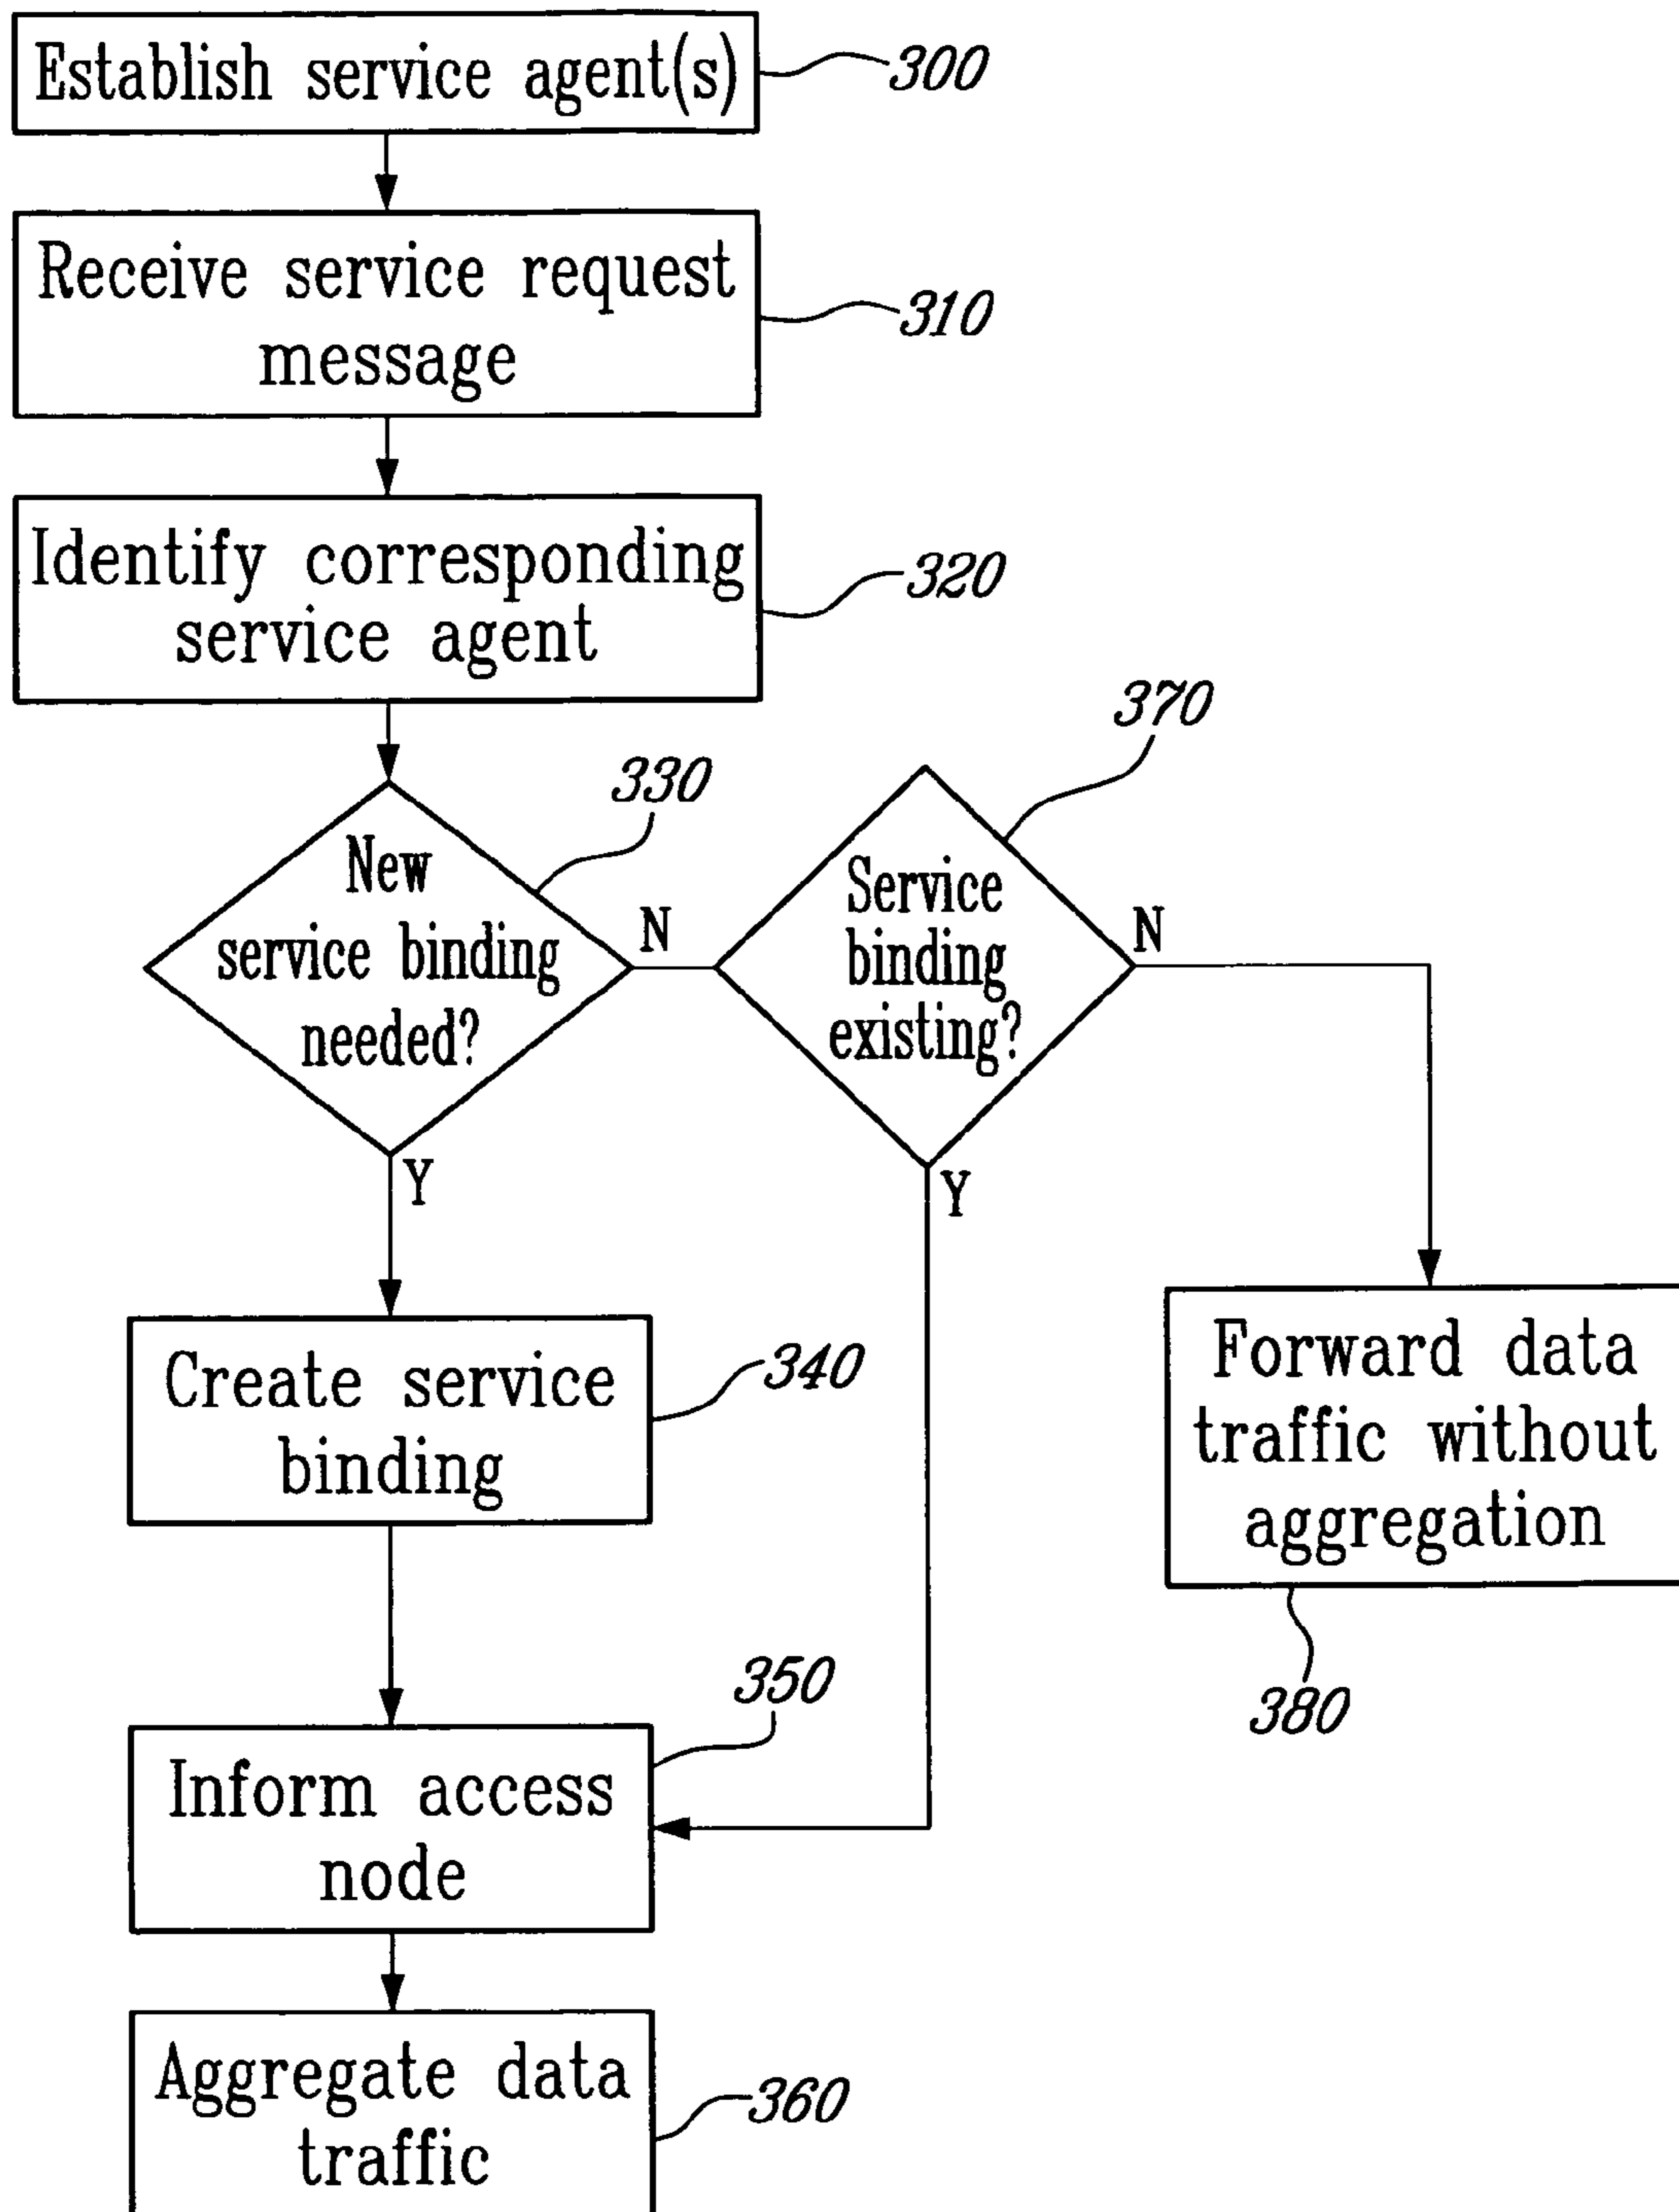 Establish service agent(s)
300
Receive service request
message
310
Identify corresponding
service agent
320
330
New
service binding
needed?
N
Y
370
Service
binding
existing?
N
Y
Create service
binding
340
Forward data
traffic without
aggregation
380
350
Inform access
node
Aggregate data
traffic
360